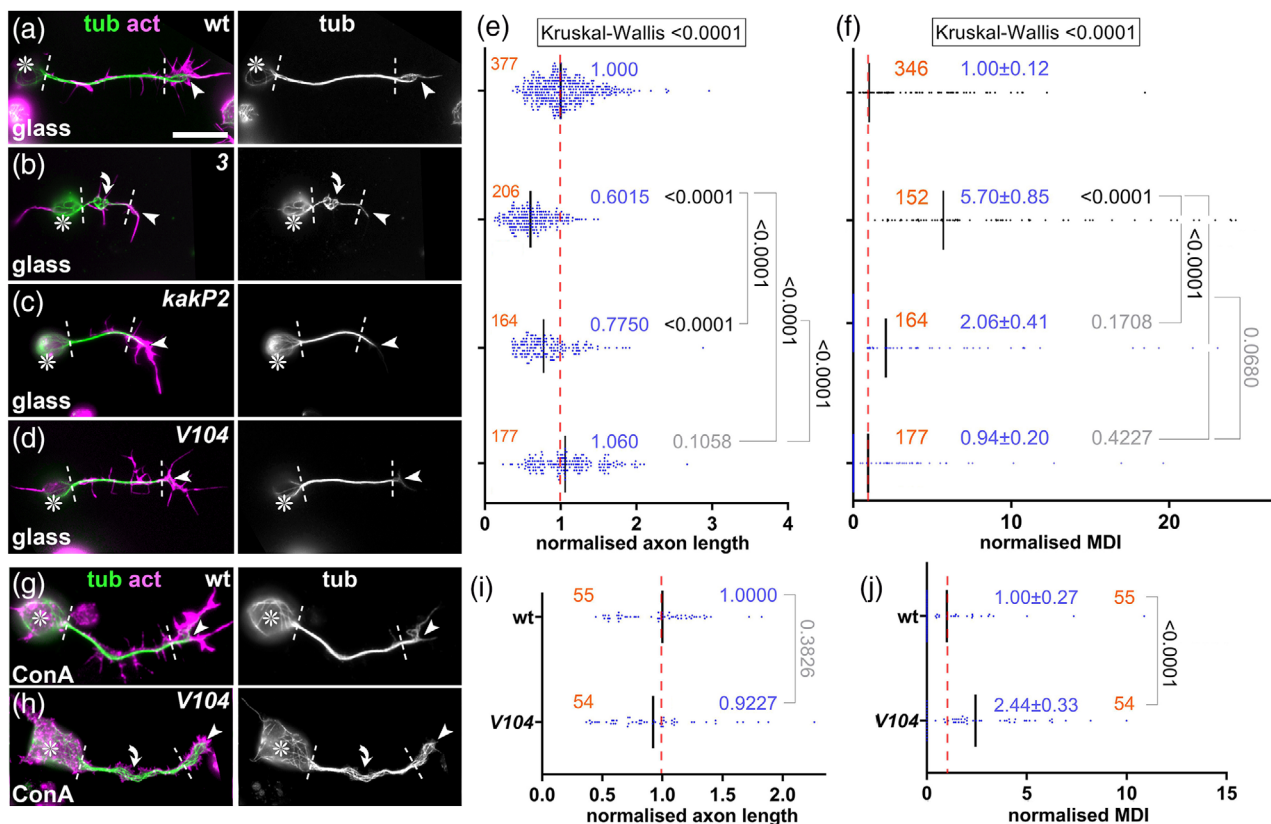 (a) tub act wt tub
glass
(b) 3
glass
(c) kakP2
glass
(d) V104
glass
(e)
Kruskal-Wallis <0.0001
377 1.000
206 0.6015 <0.0001
<0.0001
<0.0001
164 0.7750 <0.0001
<0.0001
177 1.060 0.1058
0 1 2 3 4
normalised axon length
(f)
Kruskal-Wallis <0.0001
346 1.00±0.12
152 5.70±0.85 <0.0001
<0.0001
<0.0001
164 2.06±0.41 0.1708
0.0680
177 0.94±0.20 0.4227
0 10 20
normalised MDI
(g) tub act wt tub
ConA
(h) V104
ConA
(i)
wt 55 1.0000
0.3826
V104 54 0.9227
0.0 0.5 1.0 1.5 2.0
normalised axon length
(j)
wt 1.00±0.27 55
<0.0001
V104 2.44±0.33 54
0 5 10 15
normalised MDI